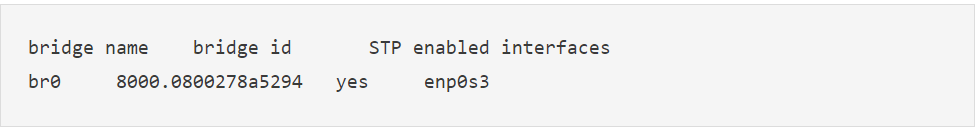 bridge name    bridge id       STP enabled interfaces
br0     8000.0800278a5294   yes     enp0s3